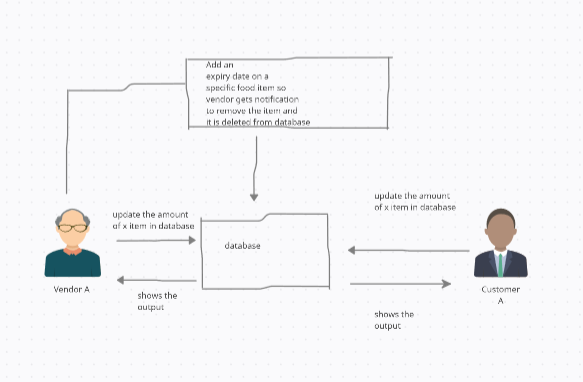 Add an
expiry date on a
specific food item so
vendor gets notification
to remove the item and
it is deleted from database
update the amount
of x item in database
update the amount
of x item in database
database
Vendor A
shows the
output
Customer
A
shows the
output